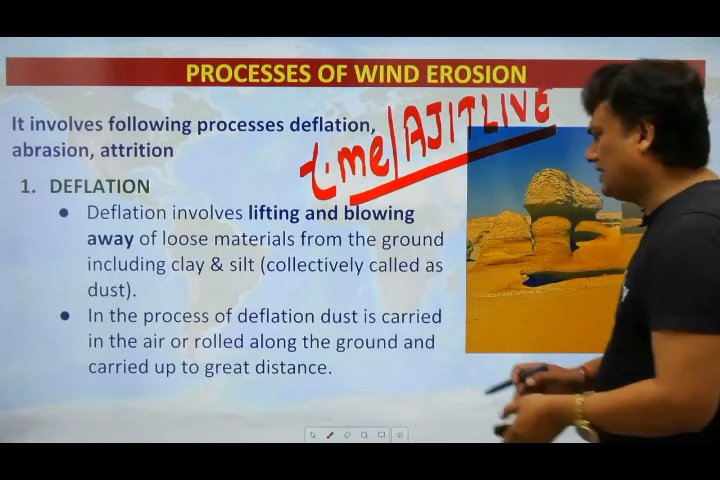 PROCESSES OF WIND EROSION
It involves following processes deflation,
abrasion, attrition
t.me/AJITLIVE
1. DEFLATION
● Deflation involves lifting and blowing
away of loose materials from the ground
including clay & silt (collectively called as
dust).
● In the process of deflation dust is carried
in the air or rolled along the ground and
carried up to great distance.